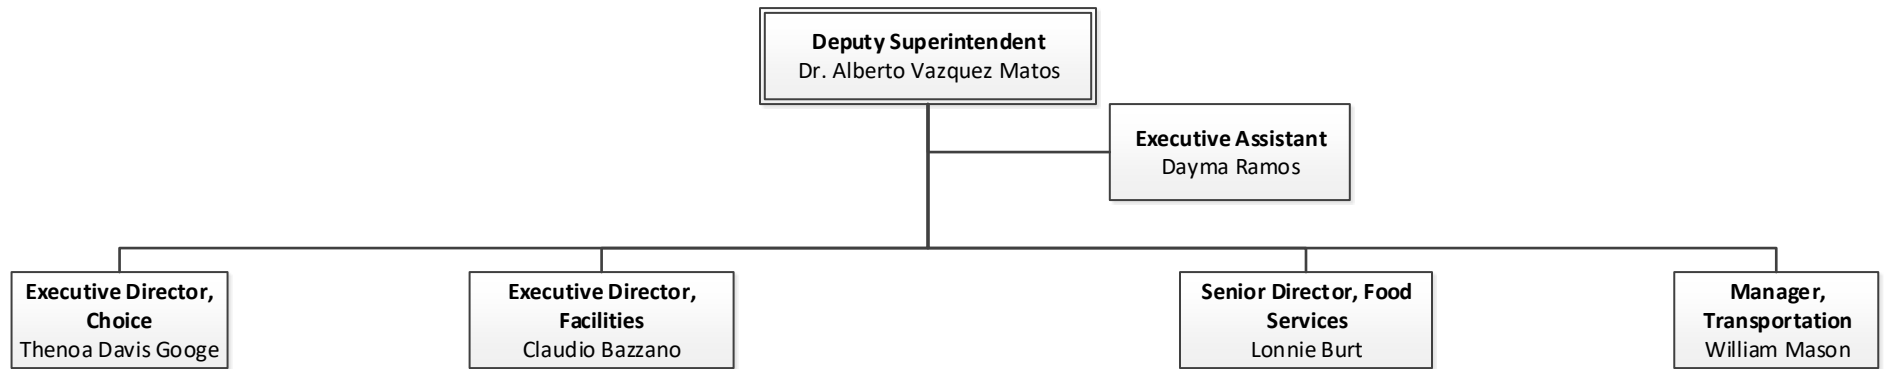 Deputy Superintendent
Dr. Alberto Vazquez Matos
Executive Assistant
Dayma Ramos
Executive Director,
Choice
Thenoa Davis Googe
Executive Director,
Facilities
Claudio Bazzano
Senior Director, Food
Services
Lonnie Burt
Manager,
Transportation
William Mason